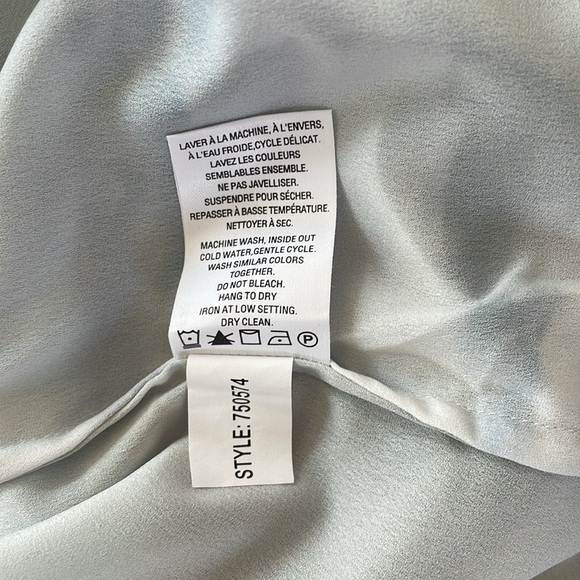 LAVER À LA MACHINE, À L'ENVERS,
À L'EAU FROIDE,CYCLE DÉLICAT.
LAVEZ LES COULEURS
SEMBLABLES ENSEMBLE.
NE PAS JAVELLISER.
SUSPENDRE POUR SÉCHER.
REPASSER À BASSE TEMPÉRATURE.
NETTOYER À SEC.
MACHINE WASH, INSIDE OUT
COLD WATER,GENTLE CYCLE.
WASH SIMILAR COLORS
TOGETHER.
DO NOT BLEACH.
HANG TO DRY
IRON AT LOW SETTING.
DRY CLEAN.
P
STYLE: 750574